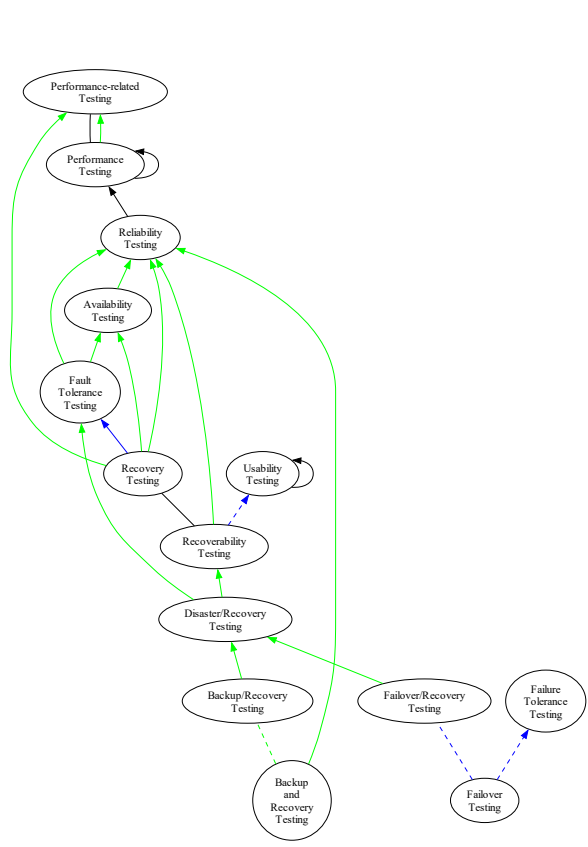 Performance-related
Testing
Performance
Testing
Reliability
Testing
Availability
Testing
Fault
Tolerance
Testing
Recovery
Testing
Usability
Testing
Recoverability
Testing
Disaster/Recovery
Testing
Backup/Recovery
Testing
Failover/Recovery
Testing
Failure
Tolerance
Testing
Backup
and
Recovery
Testing
Failover
Testing